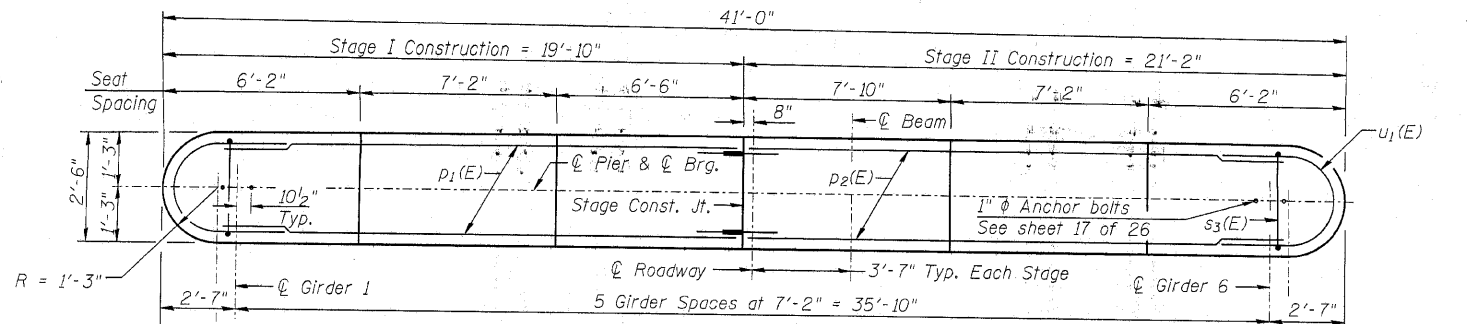 41'-0"
Stage I Construction = 19'-10"
Stage II Construction = 21'-2"
Seat
Spacing
6'-2"
7'-2"
6'-6"
7'-10"
7'-2"
6'-2"
8"
℄ Beam
u1(E)
2'-6"
1'-3"
1'-3"
10½"
Typ.
p1(E)
℄ Pier & ℄ Brg.
Stage Const. Jt.
p2(E)
1" ϕ Anchor bolts
See sheet 17 of 26
s3(E)
R = 1'-3"
℄ Roadway
3'-7" Typ. Each Stage
℄ Girder 1
℄ Girder 6
2'-7"
5 Girder Spaces at 7'-2" = 35'-10"
2'-7"